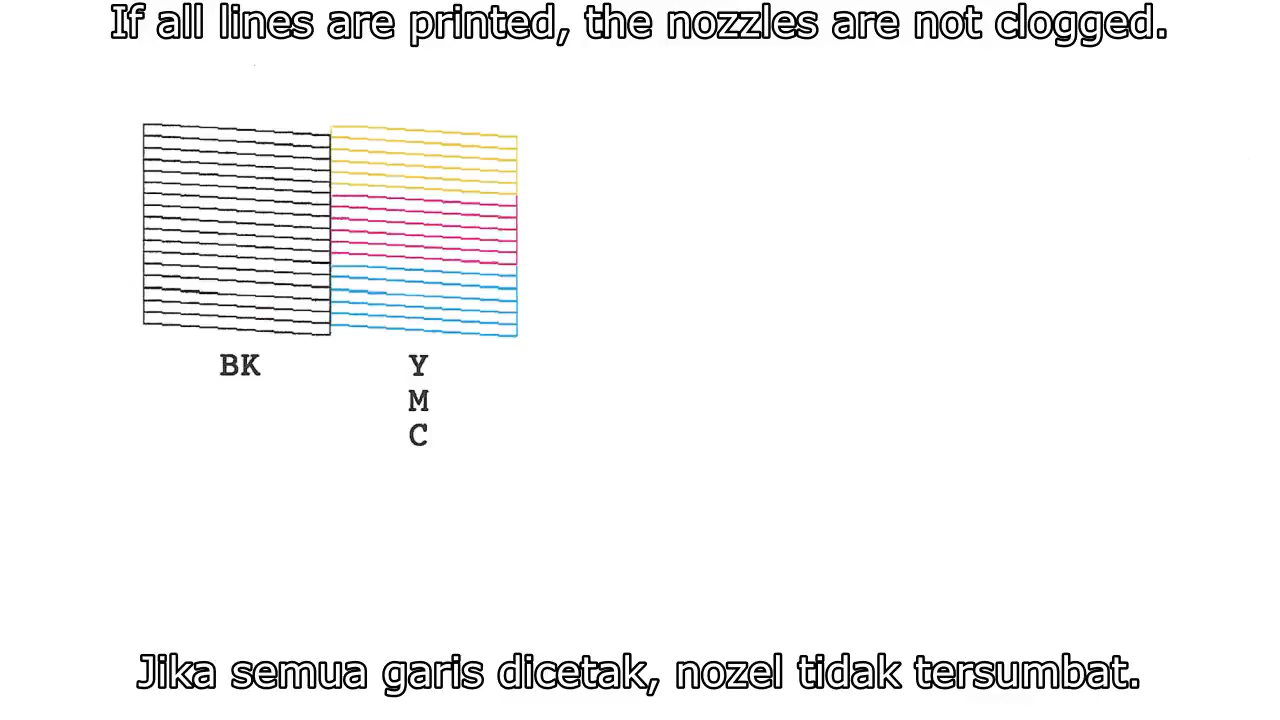 If all lines are printed, the nozzles are not clogged.
BK
Y
M
C
Jika semua garis dicetak, nozel tidak tersumbat.